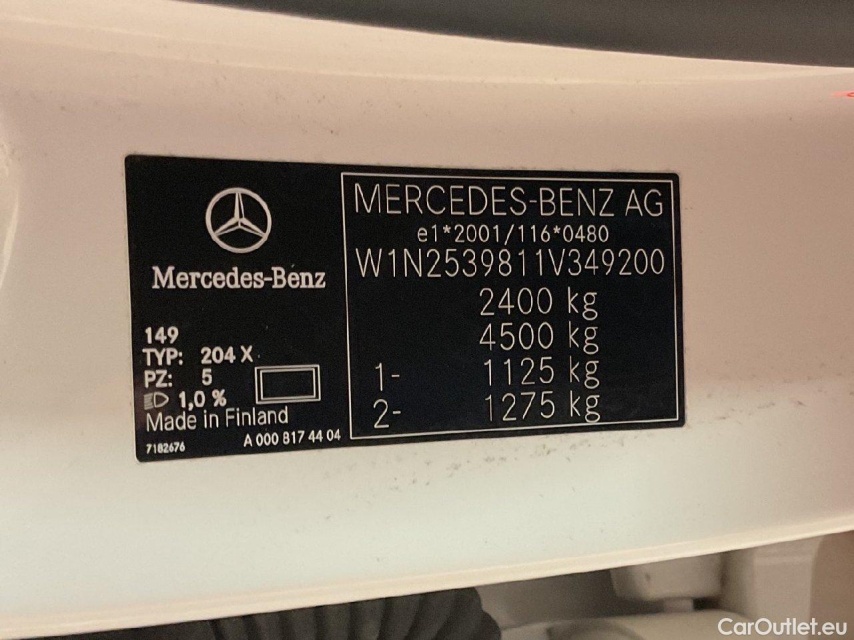 Mercedes-Benz
149
TYP: 204 X
PZ: 5
1,0 %
Made in Finland
7182676 A 000 817 44 04
MERCEDES-BENZ AG
e1*2001/116*0480
W1N2539811V349200
2400 kg
4500 kg
1- 1125 kg
2- 1275 kg
CarOutlet.eu